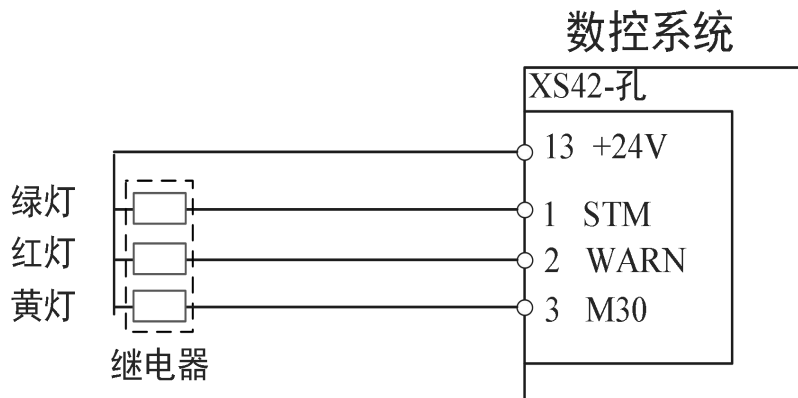 数控系统
XS42-孔
13 +24V
绿灯
1 STM
红灯
2 WARN
黄灯
3 M30
继电器